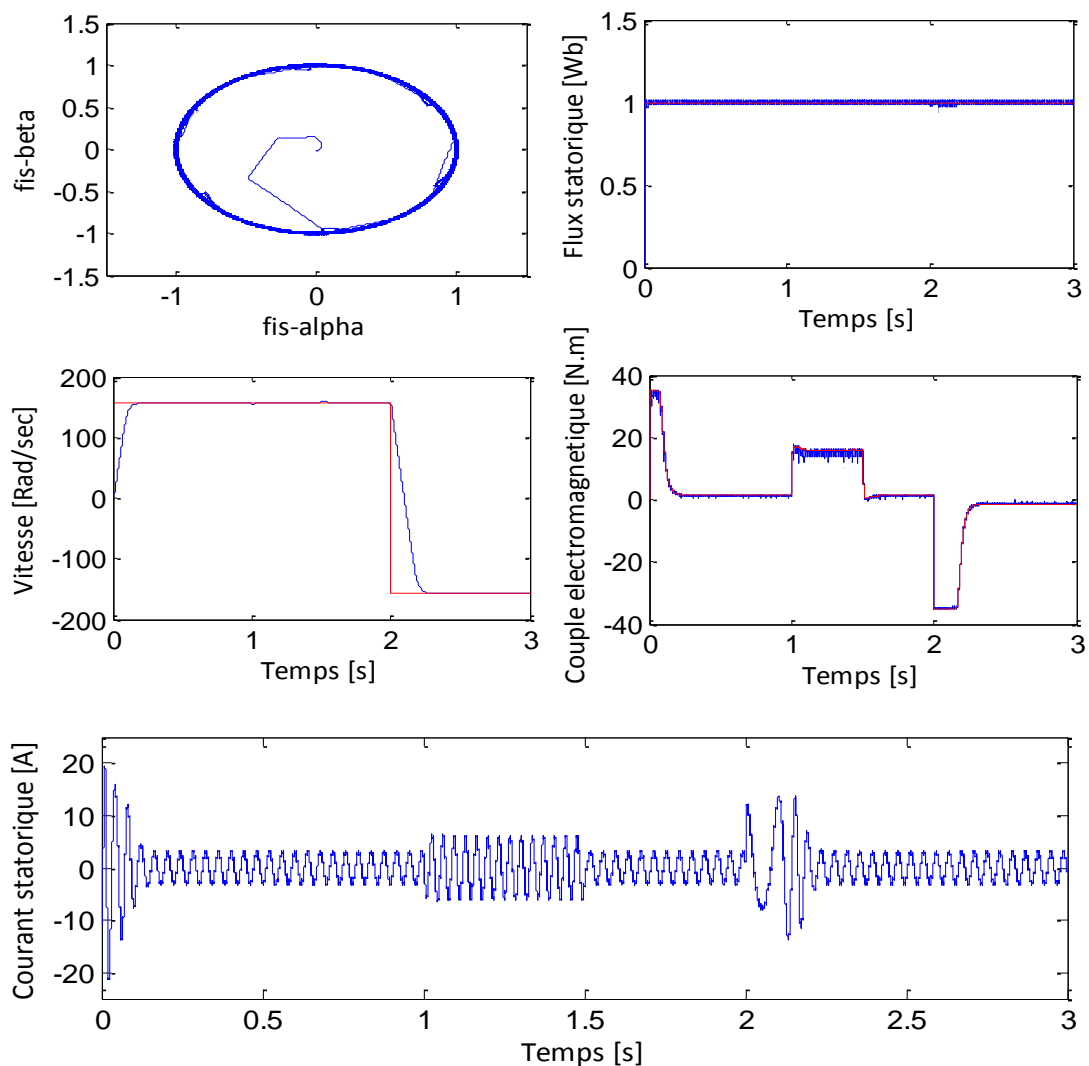 1.5
1
0.5
0
-0.5
-1
-1.5
fis-beta
-1 0 1
fis-alpha
1.5
1
0.5
0
Flux statorique [Wb]
0 1 2 3
Temps [s]
200
100
0
-100
-200
Vitesse [Rad/sec]
0 1 2 3
Temps [s]
40
20
0
-20
-40
Couple electromagnetique [N.m]
0 1 2 3
Temps [s]
20
10
0
-10
-20
Courant statorique [A]
0 0.5 1 1.5 2 2.5 3
Temps [s]